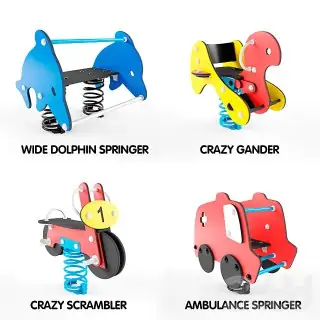 WIDE DOLPHIN SPRINGER
CRAZY GANDER
1
CRAZY SCRAMBLER
AMBULANCE SPRINGER